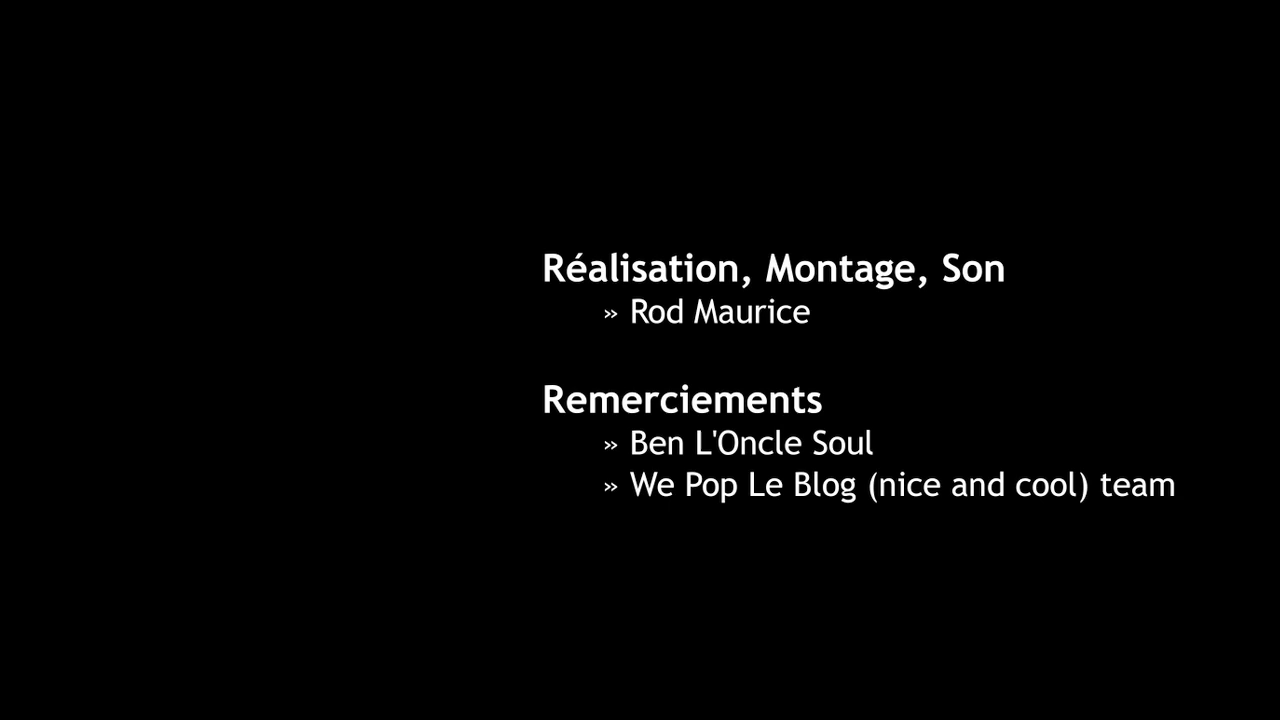 Réalisation, Montage, Son
» Rod Maurice
Remerciements
» Ben L'Oncle Soul
» We Pop Le Blog (nice and cool) team